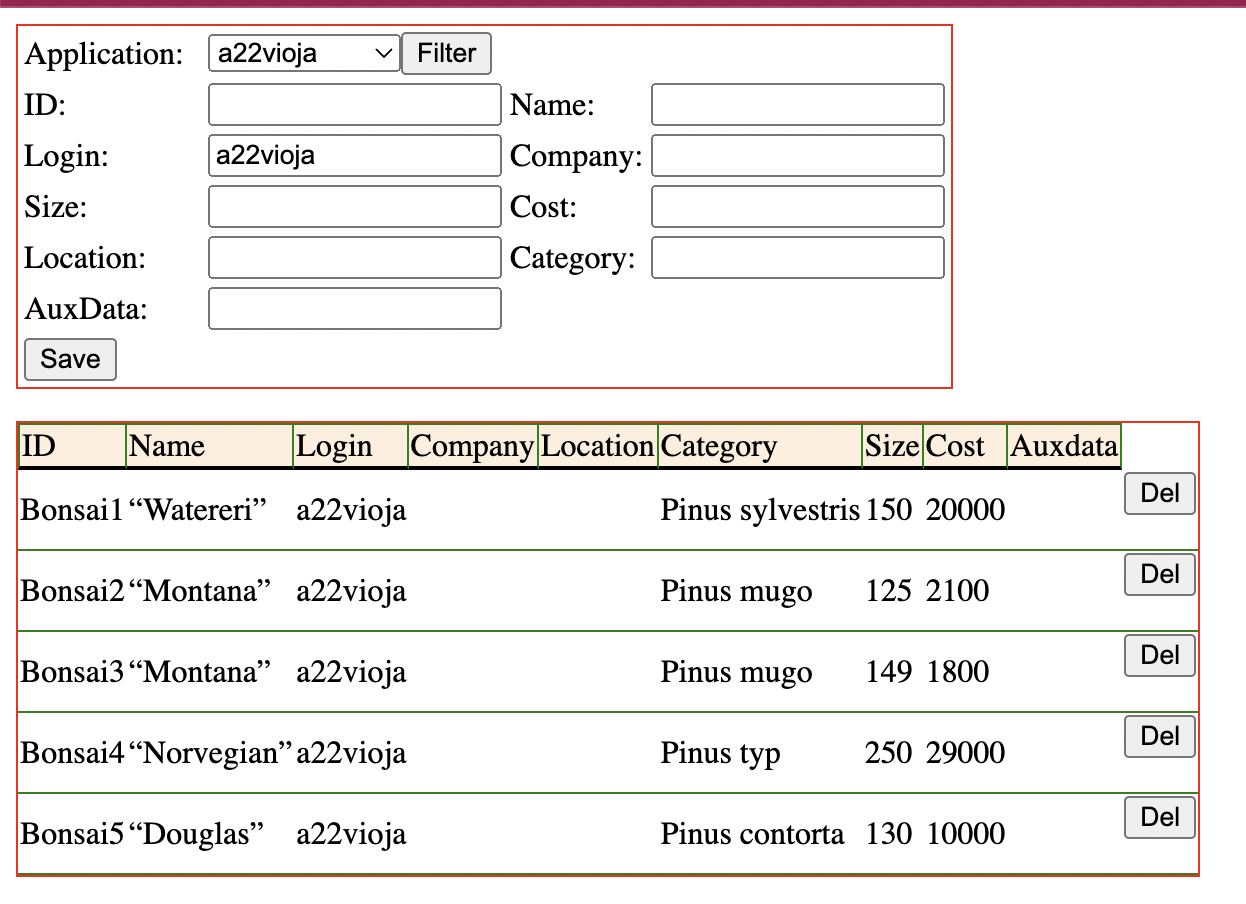 Application: a22vioja Filter
ID: Name:
Login: a22vioja Company:
Size: Cost:
Location: Category:
AuxData:
Save
ID Name Login Company Location Category Size Cost Auxdata
Bonsai1 “Watereri” a22vioja Pinus sylvestris 150 20000 Del
Bonsai2 “Montana” a22vioja Pinus mugo 125 2100 Del
Bonsai3 “Montana” a22vioja Pinus mugo 149 1800 Del
Bonsai4 “Norvegian” a22vioja Pinus typ 250 29000 Del
Bonsai5 “Douglas” a22vioja Pinus contorta 130 10000 Del